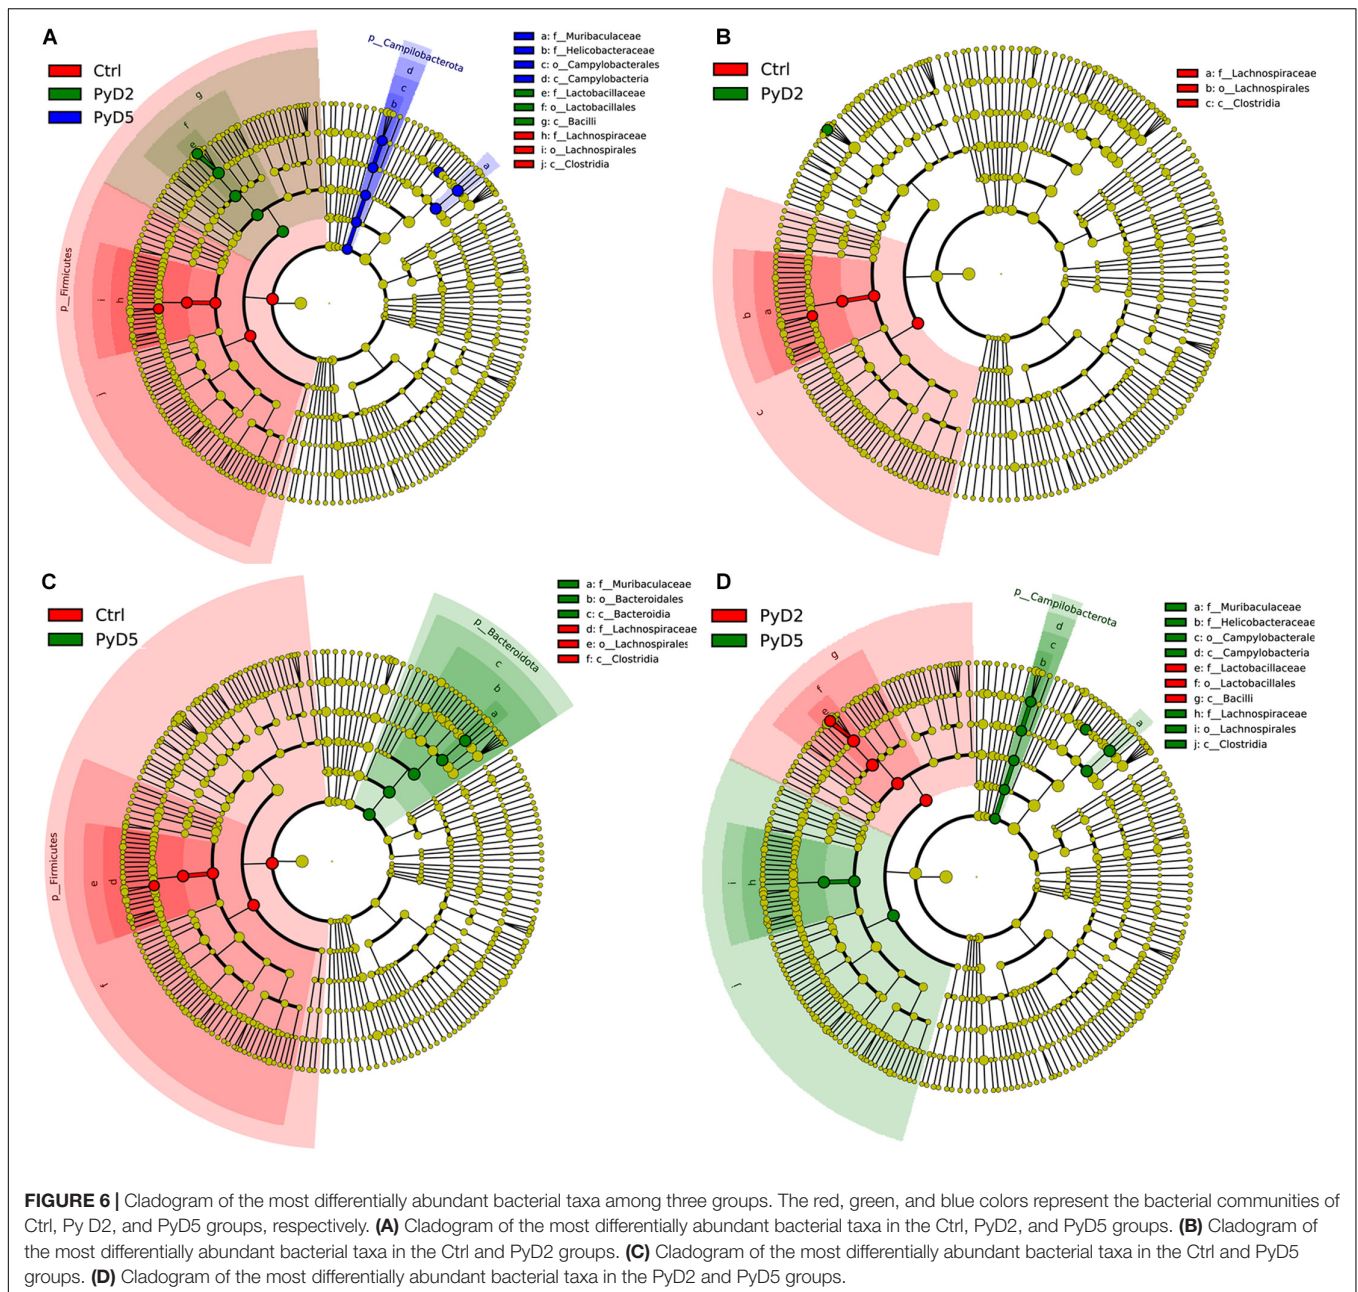 A
Ctrl
PyD2
PyD5
p__Campilobacterota
d
c
b
a
g
f
e
p__Firmicutes
i
h
j
a: f__Muribaculaceae
b: f__Helicobacteraceae
c: o__Campylobacterales
d: c__Campylobacteria
e: f__Lactobacillaceae
f: o__Lactobacillales
g: c__Bacilli
h: f__Lachnospiraceae
i: o__Lachnospirales
j: c__Clostridia
B
Ctrl
PyD2
a: f__Lachnospiraceae
b: o__Lachnospirales
c: c__Clostridia
b
a
c
C
Ctrl
PyD5
p__Bacteroidota
c
b
a
p__Firmicutes
e
d
f
a: f__Muribaculaceae
b: o__Bacteroidales
c: c__Bacteroidia
d: f__Lachnospiraceae
e: o__Lachnospirales
f: c__Clostridia
D
PyD2
PyD5
p__Campilobacterota
d
c
b
a
g
f
e
i
h
j
a: f__Muribaculaceae
b: f__Helicobacteraceae
c: o__Campylobacterale
d: c__Campylobacteria
e: f__Lactobacillaceae
f: o__Lactobacillales
g: c__Bacilli
h: f__Lachnospiraceae
i: o__Lachnospirales
j: c__Clostridia
FIGURE 6 | Cladogram of the most differentially abundant bacterial taxa among three groups. The red, green, and blue colors represent the bacterial communities of
Ctrl, Py D2, and PyD5 groups, respectively. (A) Cladogram of the most differentially abundant bacterial taxa in the Ctrl, PyD2, and PyD5 groups. (B) Cladogram of
the most differentially abundant bacterial taxa in the Ctrl and PyD2 groups. (C) Cladogram of the most differentially abundant bacterial taxa in the Ctrl and PyD5
groups. (D) Cladogram of the most differentially abundant bacterial taxa in the PyD2 and PyD5 groups.